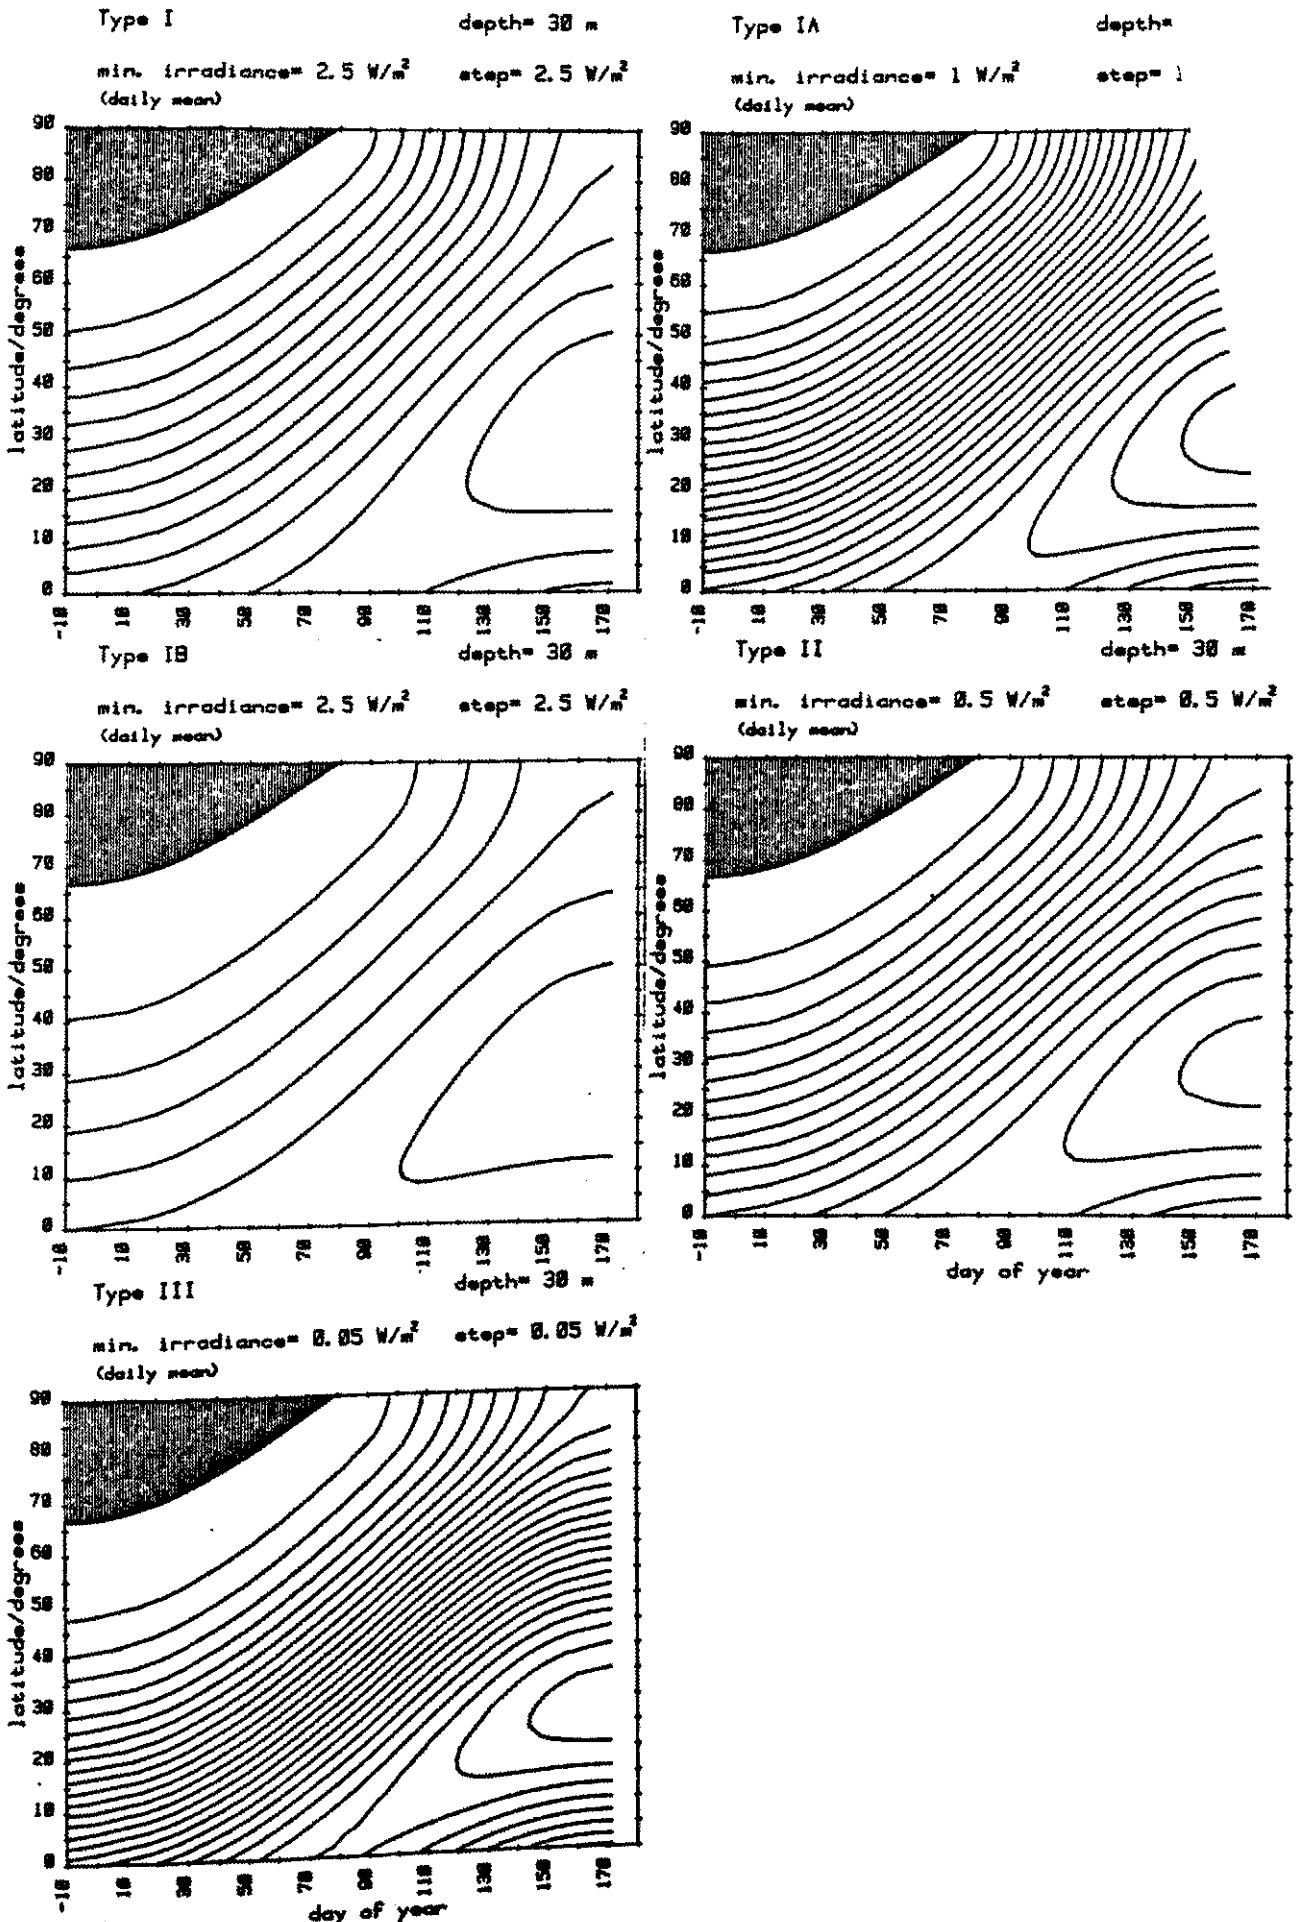 Type I depth= 30 m
min. irradiance= 2.5 W/m² step= 2.5 W/m²
(daily mean)
90
80
70
60
50
40
30
20
10
0
latitude/degrees
-10 10 30 50 70 90 110 130 150 170
Type IA depth=
min. irradiance= 1 W/m² step= 1
(daily mean)
90
80
70
60
50
40
30
20
10
0
latitude/degrees
-10 10 30 50 70 90 110 130 150 170
Type IB depth= 30 m
min. irradiance= 2.5 W/m² step= 2.5 W/m²
(daily mean)
90
80
70
60
50
40
30
20
10
0
latitude/degrees
-10 10 30 50 70 90 110 130 150 170
Type II depth= 30 m
min. irradiance= 0.5 W/m² step= 0.5 W/m²
(daily mean)
90
80
70
60
50
40
30
20
10
0
latitude/degrees
-10 10 30 50 70 90 110 130 150 170
day of year
Type III depth= 30 m
min. irradiance= 0.05 W/m² step= 0.05 W/m²
(daily mean)
90
80
70
60
50
40
30
20
10
0
latitude/degrees
-10 10 30 50 70 90 110 130 150 170
day of year